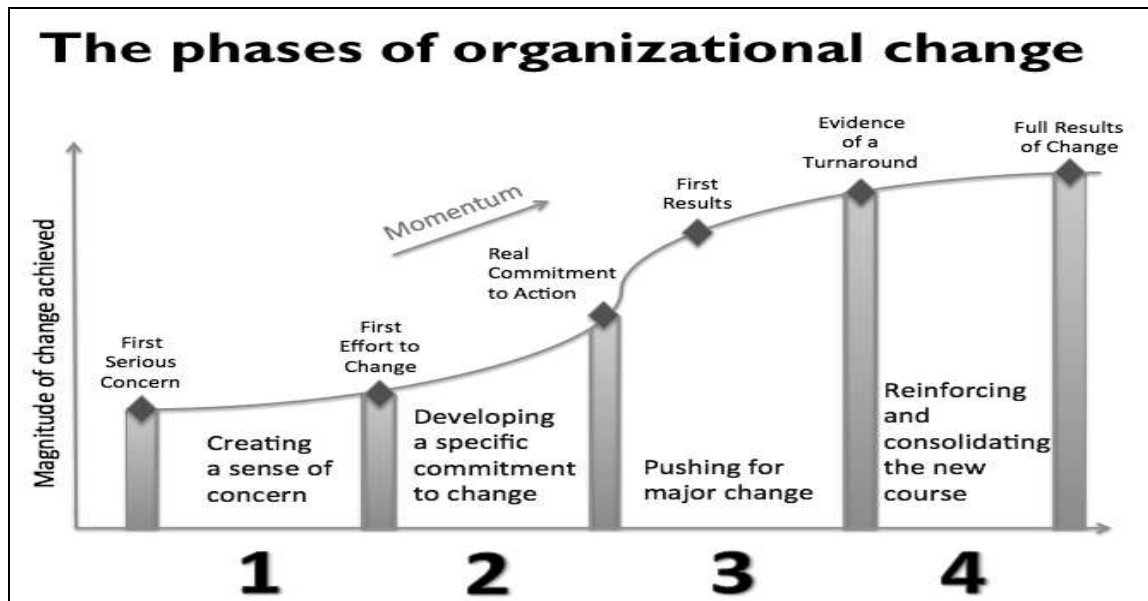 The phases of organizational change
Magnitude of change achieved
First
Serious
Concern
First
Effort to
Change
Momentum
Real
Commitment
to Action
First
Results
Evidence
of a
Turnaround
Full Results
of Change
Creating
a sense of
concern
Developing
a specific
commitment
to change
Pushing for
major change
Reinforcing
and
consolidating
the new
course
1
2
3
4